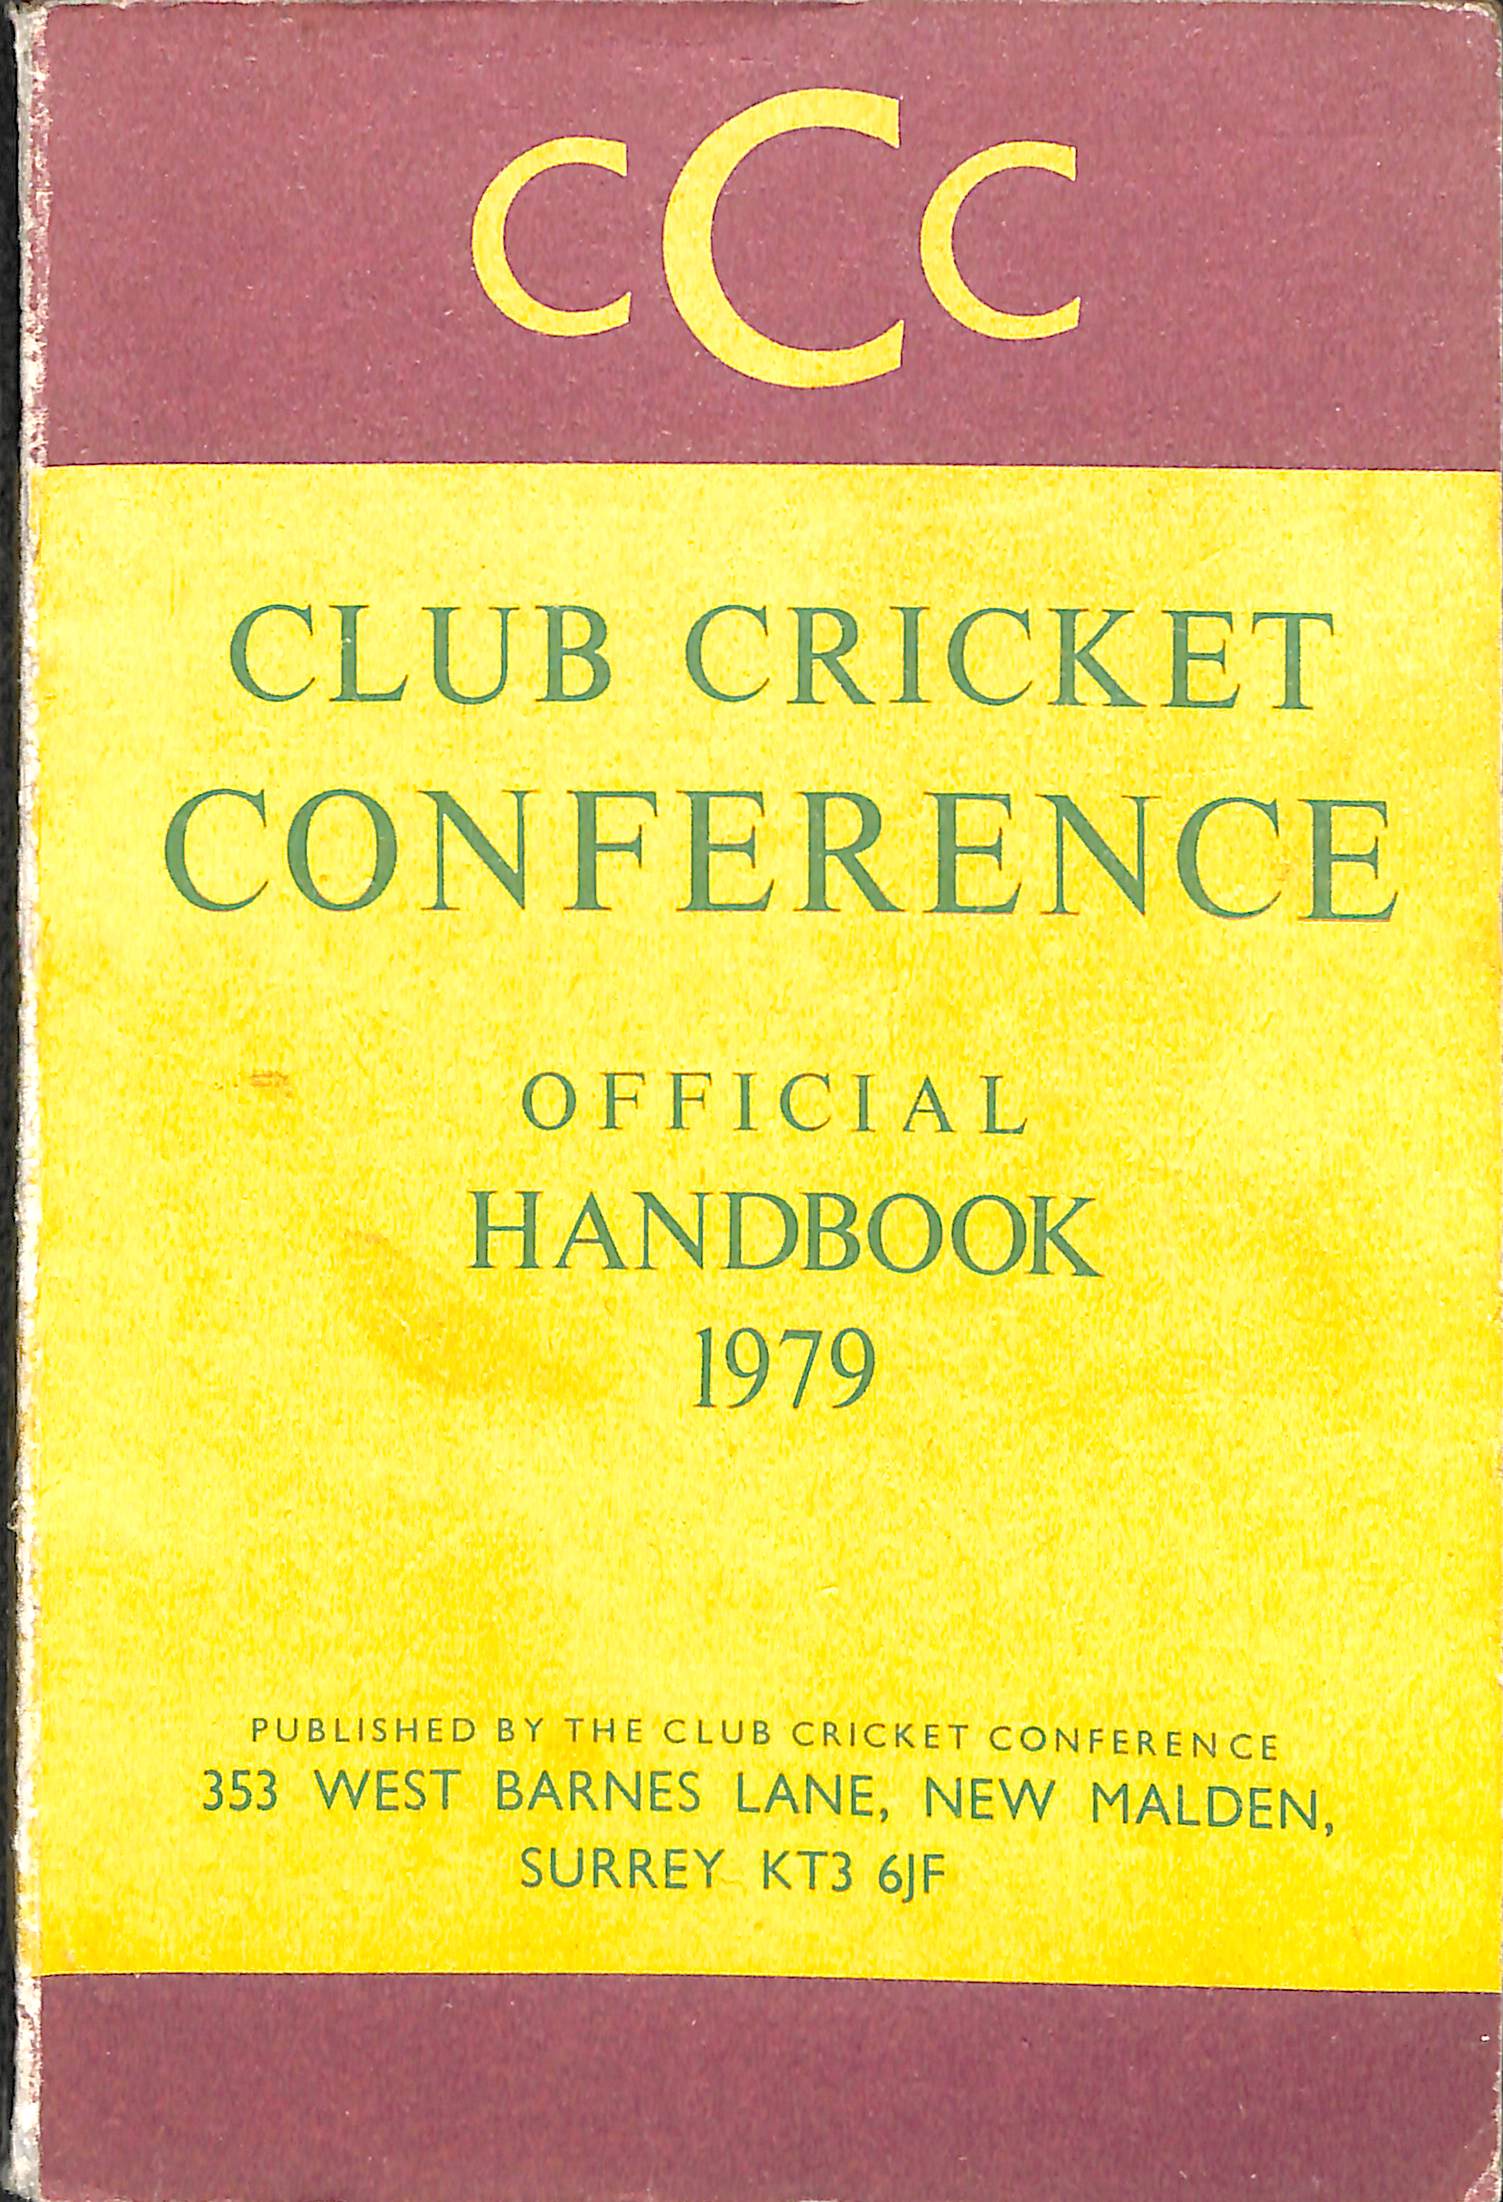 cCc
CLUB CRICKET
CONFERENCE
OFFICIAL
HANDBOOK
1979
PUBLISHED BY THE CLUB CRICKET CONFERENCE
353 WEST BARNES LANE, NEW MALDEN,
SURREY KT3 6JF